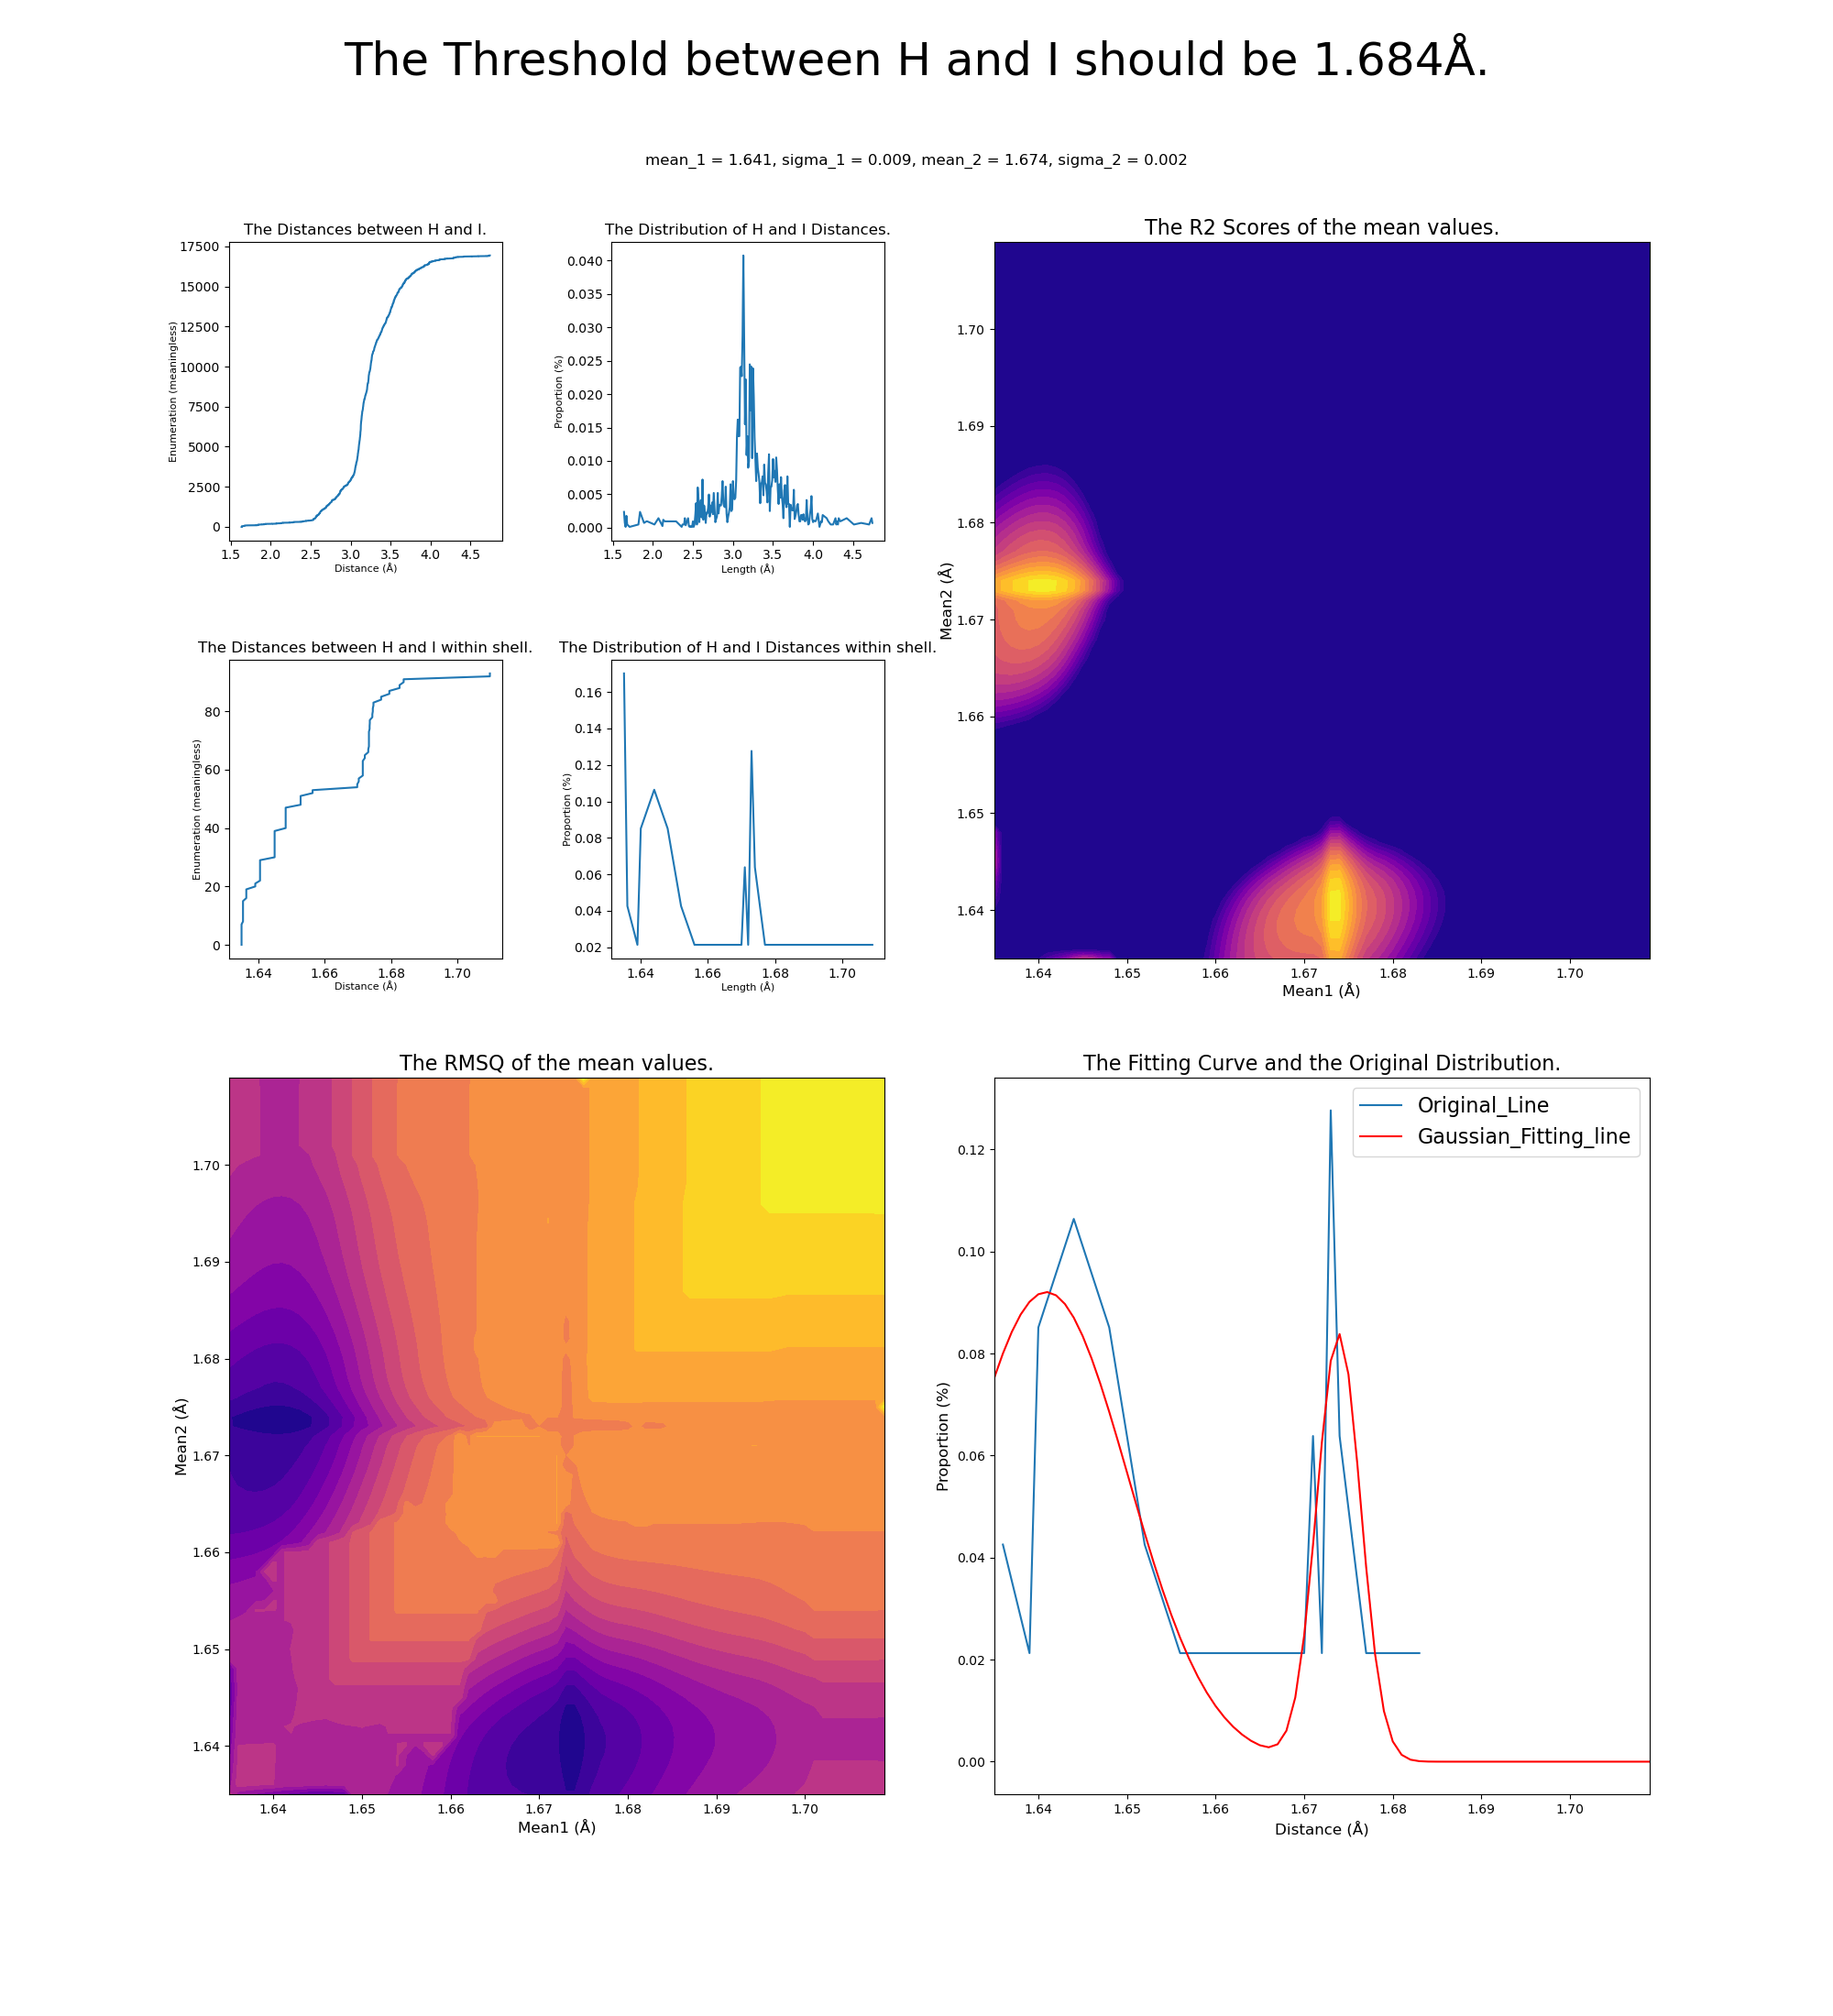 The Threshold between H and I should be 1.684Å.
mean_1 = 1.641, sigma_1 = 0.009, mean_2 = 1.674, sigma_2 = 0.002
The Distances between H and I.
17500
15000
12500
10000
7500
5000
2500
0
Enumeration (meaningless)
1.5 2.0 2.5 3.0 3.5 4.0 4.5
Distance (Å)
The Distribution of H and I Distances.
0.040
0.035
0.030
0.025
0.020
0.015
0.010
0.005
0.000
Proportion (%)
1.5 2.0 2.5 3.0 3.5 4.0 4.5
Length (Å)
The R2 Scores of the mean values.
1.70
1.69
1.68
1.67
1.66
1.65
1.64
Mean2 (Å)
1.64 1.65 1.66 1.67 1.68 1.69 1.70
Mean1 (Å)
The Distances between H and I within shell.
80
60
40
20
0
Enumeration (meaningless)
1.64 1.66 1.68 1.70
Distance (Å)
The Distribution of H and I Distances within shell.
0.16
0.14
0.12
0.10
0.08
0.06
0.04
0.02
Proportion (%)
1.64 1.66 1.68 1.70
Length (Å)
The RMSQ of the mean values.
1.70
1.69
1.68
1.67
1.66
1.65
1.64
Mean2 (Å)
1.64 1.65 1.66 1.67 1.68 1.69 1.70
Mean1 (Å)
The Fitting Curve and the Original Distribution.
Original_Line
Gaussian_Fitting_line
0.12
0.10
0.08
0.06
0.04
0.02
0.00
Proportion (%)
1.64 1.65 1.66 1.67 1.68 1.69 1.70
Distance (Å)